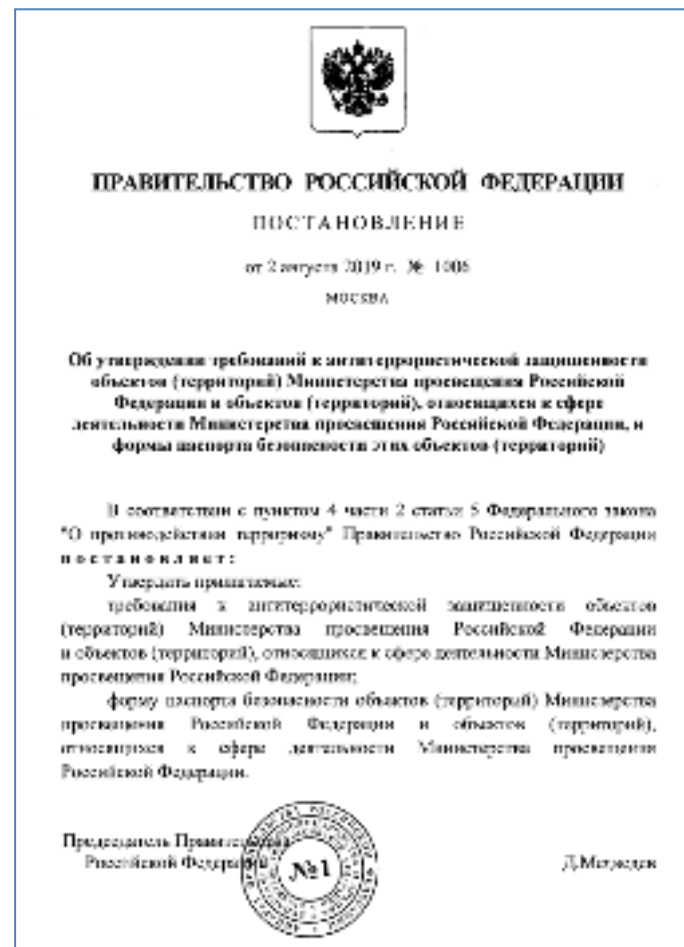 ПРАВИТЕЛЬСТВО РОССИЙСКОЙ ФЕДЕРАЦИИ
ПОСТАНОВЛЕНИЕ
от 2 августа 2019 г. № 1006
МОСКВА
Об утверждении требований к антитеррористической защищенности
объектов (территорий) Министерства просвещения Российской
Федерации и объектов (территорий), относящихся к сфере
деятельности Министерства просвещения Российской Федерации, и
формы паспорта безопасности этих объектов (территорий)
В соответствии с пунктом 4 части 2 статьи 5 Федерального закона
"О противодействии терроризму" Правительство Российской Федерации
постановляет:
Утвердить прилагаемые:
требования к антитеррористической защищенности объектов
(территорий) Министерства просвещения Российской Федерации
и объектов (территорий), относящихся к сфере деятельности Министерства
просвещения Российской Федерации;
форму паспорта безопасности объектов (территорий) Министерства
просвещения Российской Федерации и объектов (территорий),
относящихся к сфере деятельности Министерства просвещения
Российской Федерации.
Председатель Правительства
Российской Федерации
№1
Д.Медведев